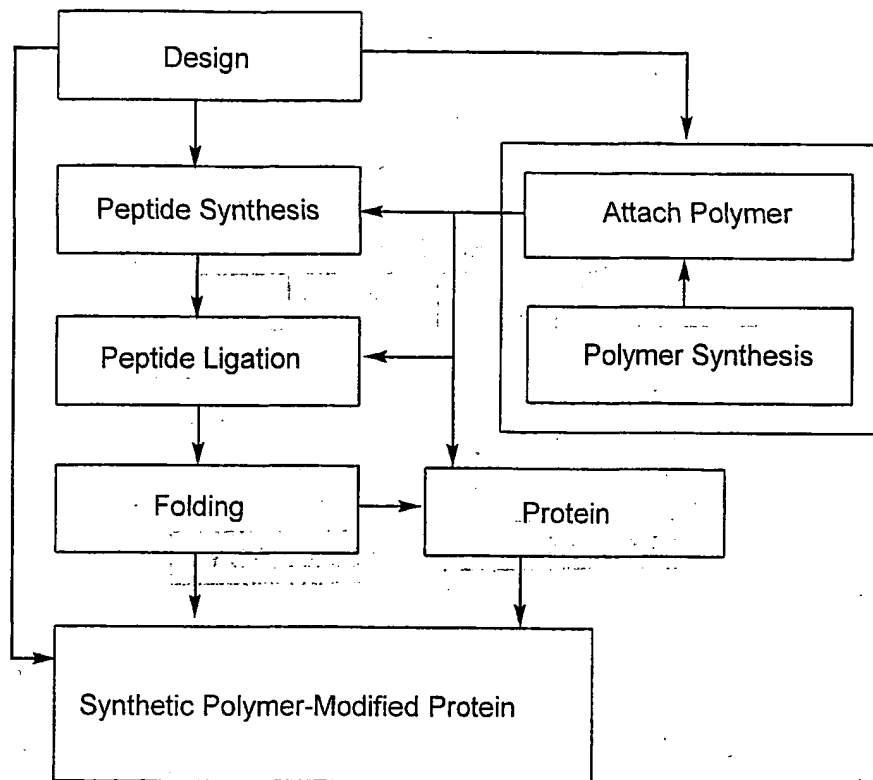 Design
Peptide Synthesis
Attach Polymer
Peptide Ligation
Polymer Synthesis
Folding
Protein
Synthetic Polymer-Modified Protein